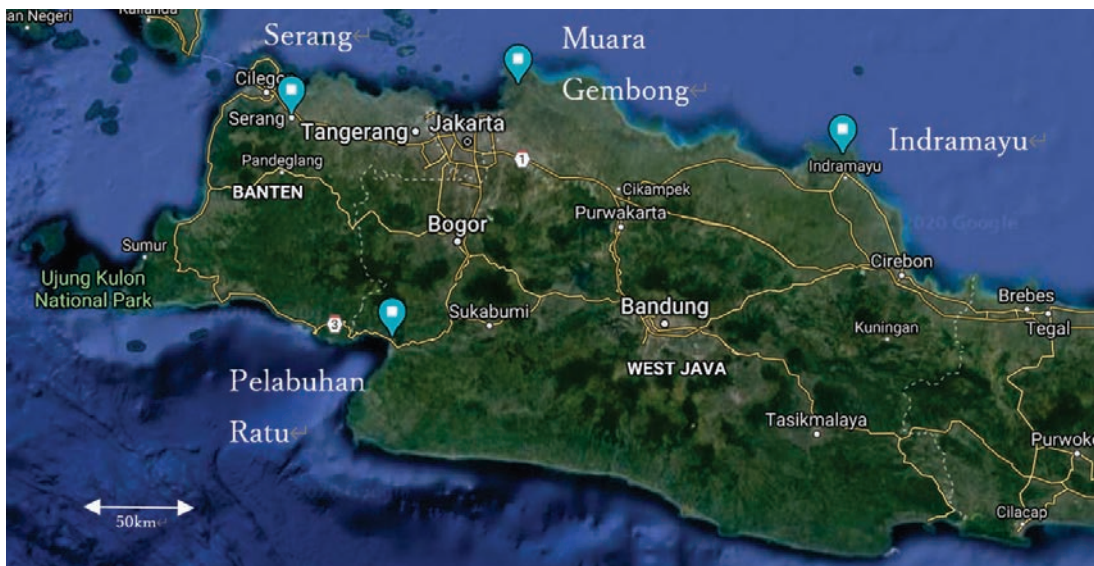 Kalianda
an Negeri
Serang
Muara
Gembong
Cilegon
Serang
Tangerang
Jakarta
Indramayu
Indramayu
1
Pandeglang
Cikampek
BANTEN
Purwakarta
2020 Google
Bogor
Sumur
Cirebon
Ujung Kulon
National Park
Sukabumi
Bandung
Brebes
3
Kuningan
Tegal
Pelabuhan
Ratu
WEST JAVA
Tasikmalaya
Purwoke
50km
Cilacap